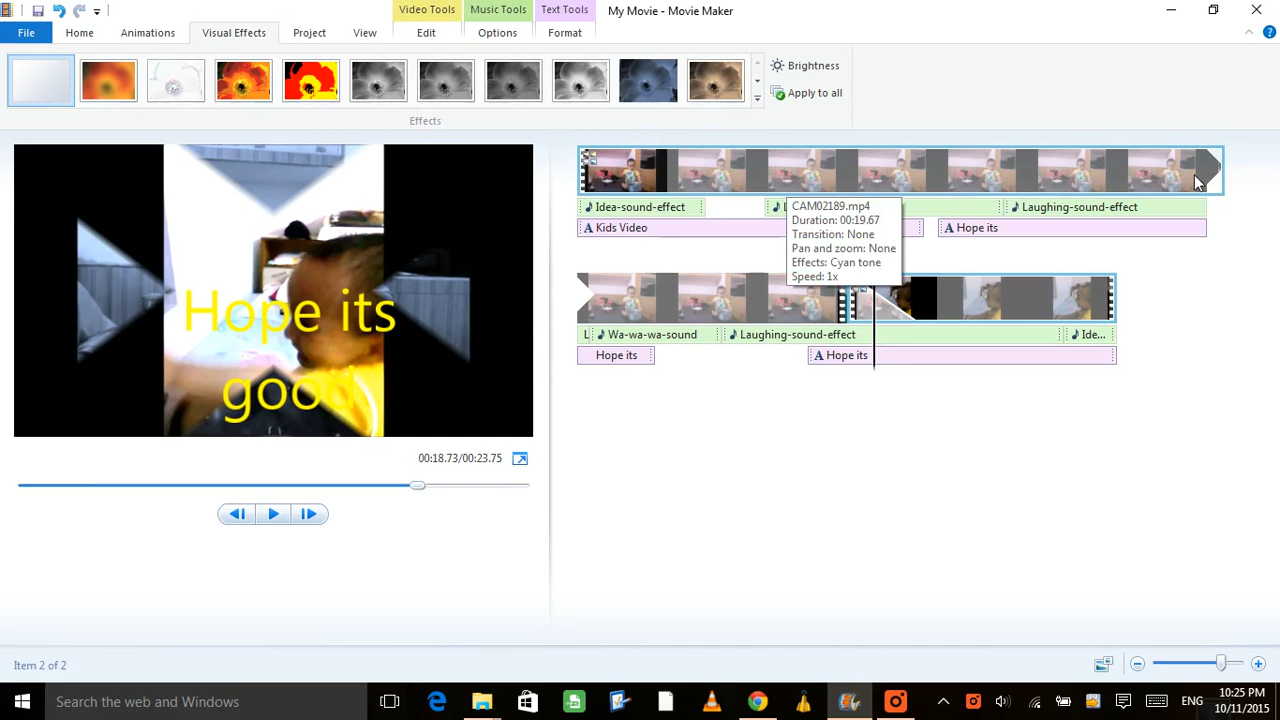 Video Tools
Music Tools
Text Tools
My Movie - Movie Maker
File
Home
Animations
Visual Effects
Project
View
Edit
Options
Format
Brightness
Apply to all
Effects
Hope its
good
00:18.73/00:23.75
Idea-sound-effect
L
Laughing-sound-effect
Kids Video
Hope its
CAM02189.mp4
Duration: 00:19.67
Transition: None
Pan and zoom: None
Effects: Cyan tone
Speed: 1x
L
Wa-wa-wa-sound
Laughing-sound-effect
Ide...
Hope its
Hope its
Item 2 of 2
Search the web and Windows
ENG
10:25 PM
10/11/2015